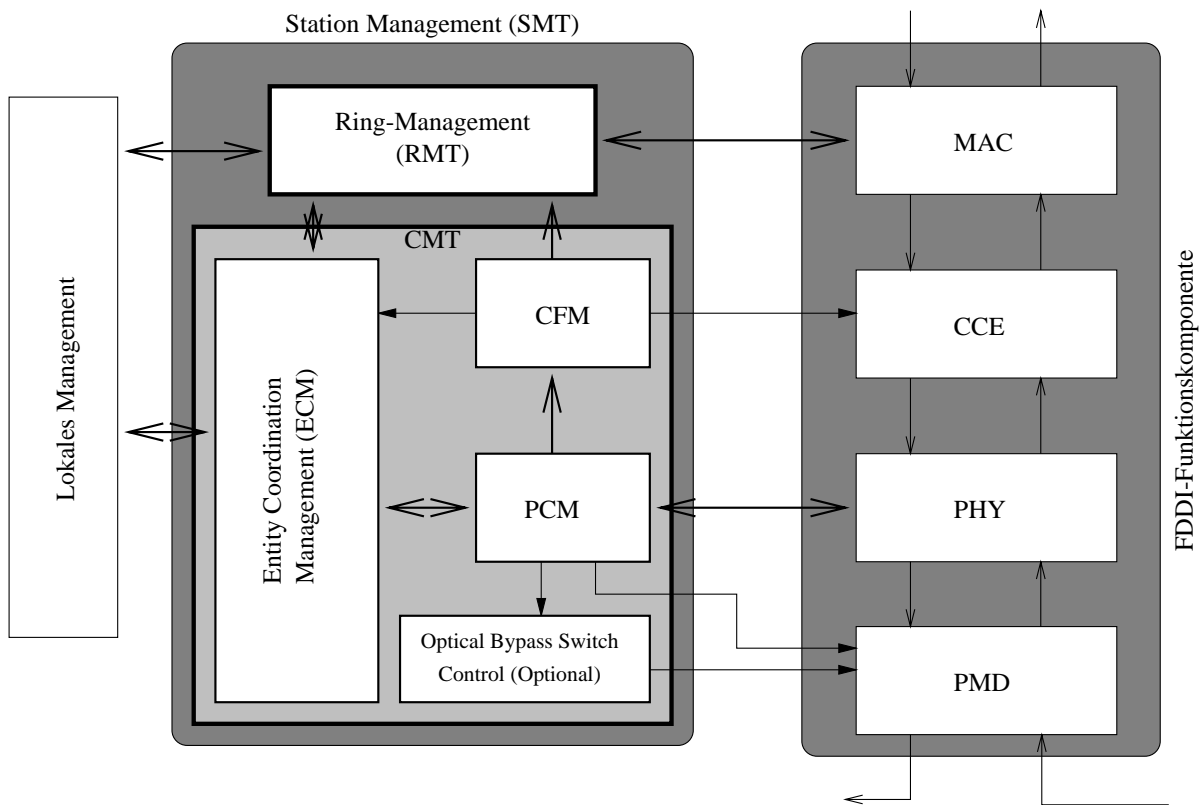 Station Management (SMT)
Lokales Management
Ring-Management
(RMT)
CMT
Entity Coordination
Management (ECM)
CFM
PCM
Optical Bypass Switch
Control (Optional)
MAC
CCE
PHY
PMD
FDDI-Funktionskomponente